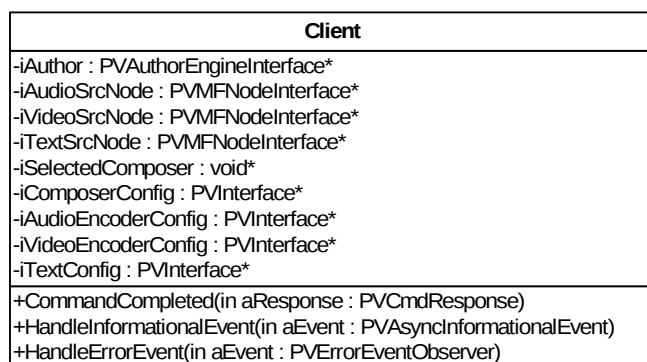 Client
-iAuthor : PVAuthorEngineInterface*
-iAudioSrcNode : PVMFNodeInterface*
-iVideoSrcNode : PVMFNodeInterface*
-iTextSrcNode : PVMFNodeInterface*
-iSelectedComposer : void*
-iComposerConfig : PVInterface*
-iAudioEncoderConfig : PVInterface*
-iVideoEncoderConfig : PVInterface*
-iTextConfig : PVInterface*
+CommandCompleted(in aResponse : PVCmdResponse)
+HandleInformationalEvent(in aEvent : PVAsyncInformationalEvent)
+HandleErrorEvent(in aEvent : PVErrorEventObserver)